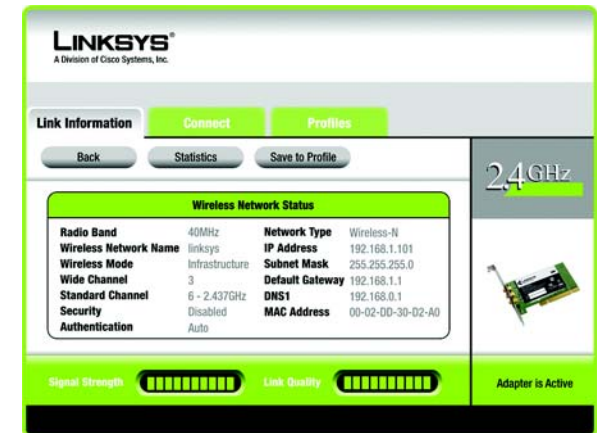 LINKSYS®
A Division of Cisco Systems, Inc.
Link Information Connect Profiles
Back Statistics Save to Profile
2.4GHz
Wireless Network Status
Radio Band 40MHz Network Type Wireless-N
Wireless Network Name linksys IP Address 192.168.1.101
Wireless Mode Infrastructure Subnet Mask 255.255.255.0
Wide Channel 3 Default Gateway 192.168.1.1
Standard Channel 6 - 2.437GHz DNS1 192.168.0.1
Security Disabled MAC Address 00-02-DD-30-D2-A0
Authentication Auto
Signal Strength Link Quality Adapter is Active